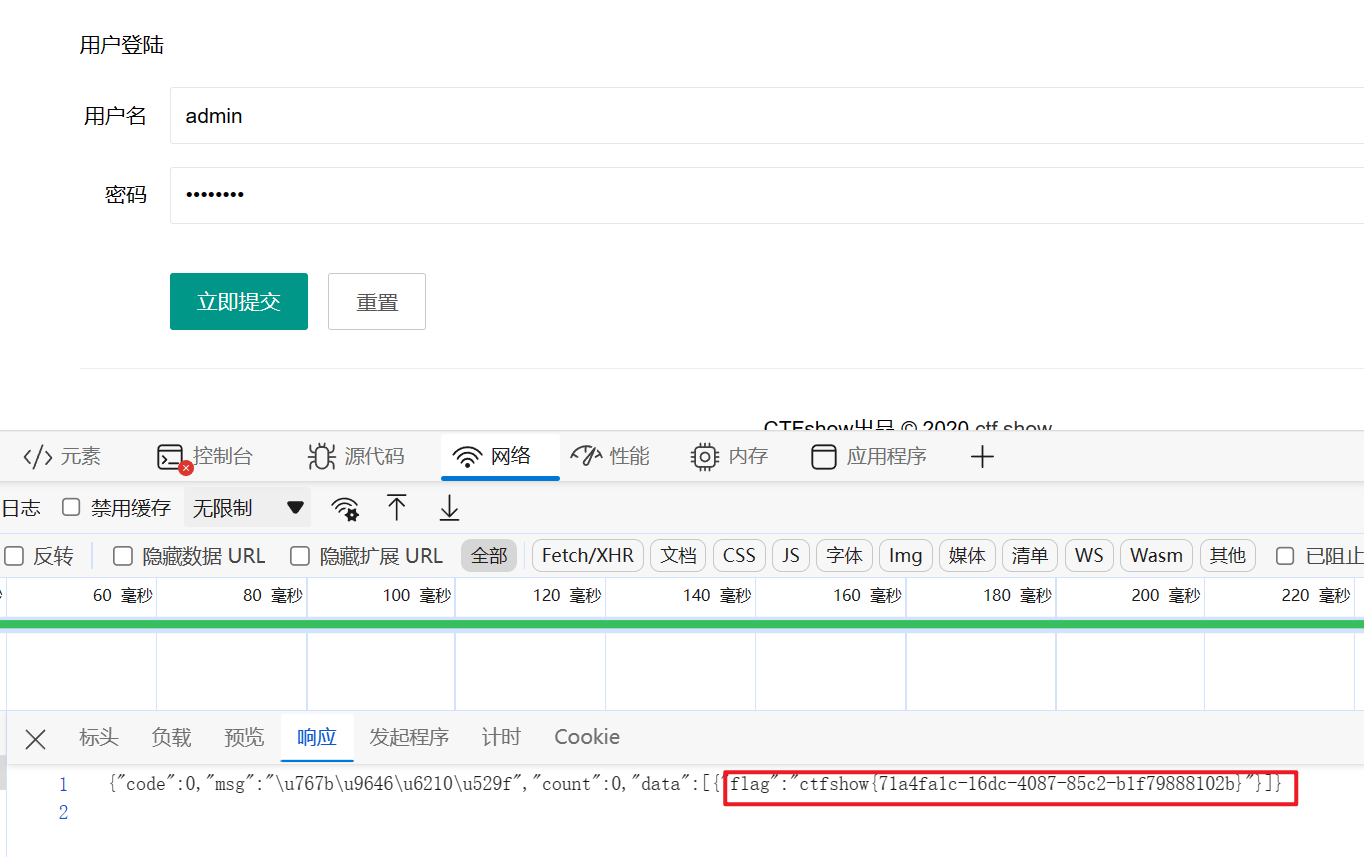 用户登陆
用户名 admin
密码 ••••••••
立即提交 重置
CTFshow出品 © 2020 ctf.show
元素 控制台 源代码 网络 性能 内存 应用程序
日志 禁用缓存 无限制
反转 隐藏数据 URL 隐藏扩展 URL 全部 Fetch/XHR 文档 CSS JS 字体 Img 媒体 清单 WS Wasm 其他 已阻止
60 毫秒 80 毫秒 100 毫秒 120 毫秒 140 毫秒 160 毫秒 180 毫秒 200 毫秒 220 毫秒
标头 负载 预览 响应 发起程序 计时 Cookie
1 {"code":0,"msg":"\u767b\u9646\u6210\u529f","count":0,"data":[{"flag":"ctfshow{71a4fa1c-16dc-4087-85c2-b1f79888102b}"}]}
2